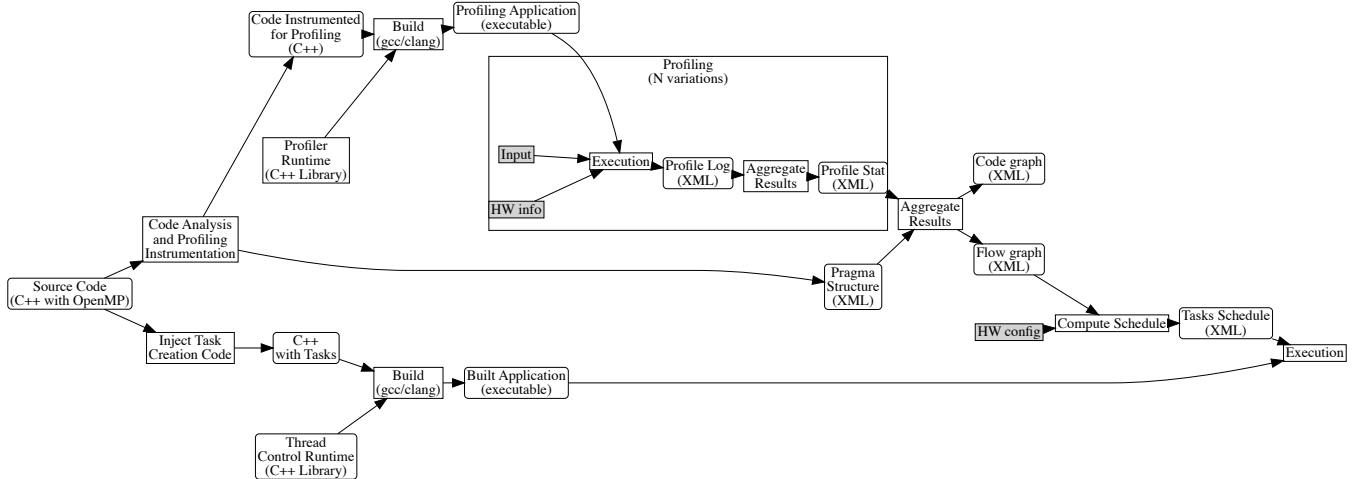 Code Instrumented
for Profiling
(C++)
Build
(gcc/clang)
Profiling Application
(executable)
Profiling
(N variations)
Profiler
Runtime
(C++ Library)
Input
HW info
Execution
Profile Log
(XML)
Aggregate
Results
Profile Stat
(XML)
Code graph
(XML)
Aggregate
Results
Code Analysis
and Profiling
Instrumentation
Flow graph
(XML)
Source Code
(C++ with OpenMP)
Pragma
Structure
(XML)
HW config
Compute Schedule
Tasks Schedule
(XML)
Execution
Inject Task
Creation Code
C++
with Tasks
Build
(gcc/clang)
Built Application
(executable)
Thread
Control Runtime
(C++ Library)